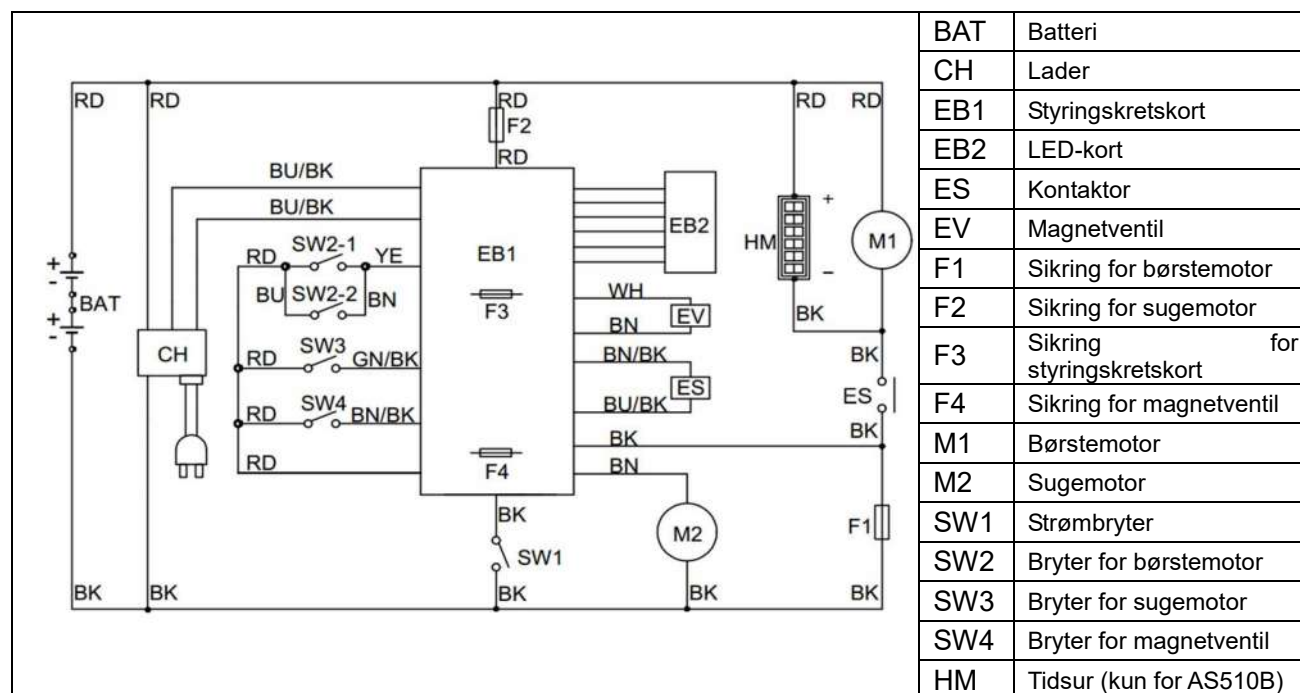 RD
RD
RD
F2
RD
RD
RD
BU/BK
BU/BK
SW2-1
RD
YE
BU
SW2-2
BN
EB1
F3
EB2
HM
+
−
M1
+
-
BAT
+
-
CH
SW3
RD
GN/BK
SW4
RD
BN/BK
RD
F4
WH
EV
BN
BN/BK
ES
BU/BK
BK
BN
BK
BK
ES
BK
M2
F1
BK
SW1
BK
BK
BK
BK
BK
BAT Batteri
CH Lader
EB1 Styringskretskort
EB2 LED-kort
ES Kontaktor
EV Magnetventil
F1 Sikring for børstemotor
F2 Sikring for sugemotor
F3 Sikring for
styringskretskort
F4 Sikring for magnetventil
M1 Børstemotor
M2 Sugemotor
SW1 Strømbryter
SW2 Bryter for børstemotor
SW3 Bryter for sugemotor
SW4 Bryter for magnetventil
HM Tidsur (kun for AS510B)